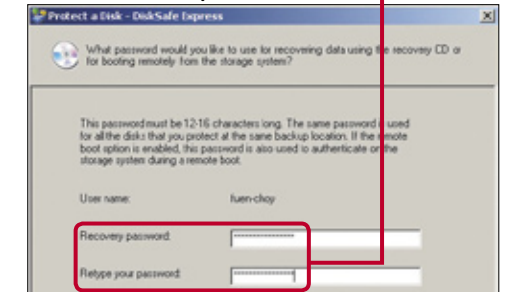 Protect a Disk - DiskSafe Express
What password would you like to use for recovering data using the recovery CD or
for booting remotely from the storage system?
This password must be 12-16 characters long. The same password is used
for all the disks that you protect at the same backup location. If the remote
boot option is enabled, this password is also used to authenticate on the
storage system during a remote boot.
User name: fuen-choy
Recovery password: ****************
Retype your password: ****************